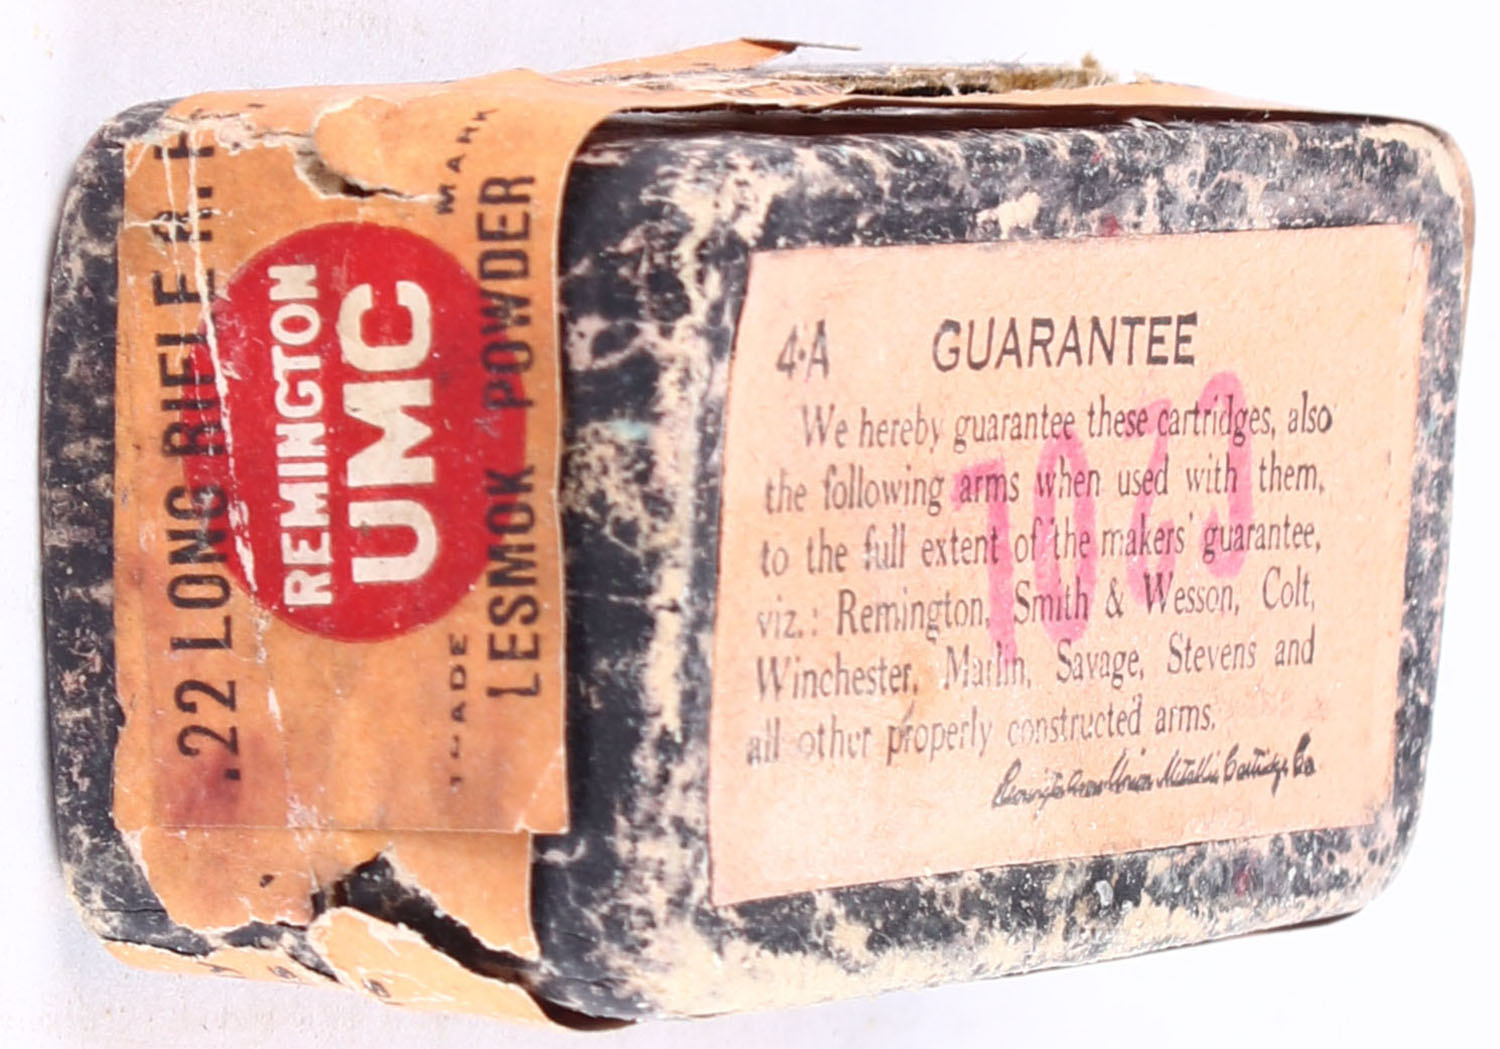 .22 LONG RIFLE R.F
REMINGTON
UMC
TRADE MARK
LESMOK POWDER
4-A GUARANTEE
We hereby guarantee these cartridges, also
the following arms when used with them,
to the full extent of the makers' guarantee,
viz.: Remington, Smith & Wesson, Colt,
Winchester, Marlin, Savage, Stevens and
all other properly constructed arms.
Remington Arms Union Metallic Cartridge Co.